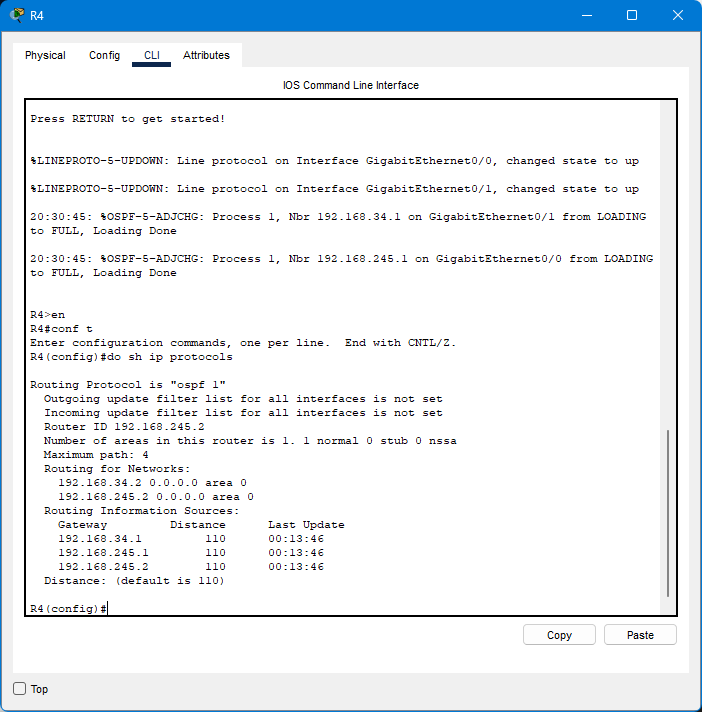 R4
Physical Config CLI Attributes
IOS Command Line Interface
Press RETURN to get started!
%LINEPROTO-5-UPDOWN: Line protocol on Interface GigabitEthernet0/0, changed state to up
%LINEPROTO-5-UPDOWN: Line protocol on Interface GigabitEthernet0/1, changed state to up
20:30:45: %OSPF-5-ADJCHG: Process 1, Nbr 192.168.34.1 on GigabitEthernet0/1 from LOADING
to FULL, Loading Done
20:30:45: %OSPF-5-ADJCHG: Process 1, Nbr 192.168.245.1 on GigabitEthernet0/0 from LOADING
to FULL, Loading Done
R4>en
R4#conf t
Enter configuration commands, one per line.  End with CNTL/Z.
R4(config)#do sh ip protocols
Routing Protocol is "ospf 1"
  Outgoing update filter list for all interfaces is not set
  Incoming update filter list for all interfaces is not set
  Router ID 192.168.245.2
  Number of areas in this router is 1. 1 normal 0 stub 0 nssa
  Maximum path: 4
  Routing for Networks:
    192.168.34.2 0.0.0.0 area 0
    192.168.245.2 0.0.0.0 area 0
  Routing Information Sources:
    Gateway         Distance      Last Update
    192.168.34.1         110      00:13:46
    192.168.245.1        110      00:13:46
    192.168.245.2        110      00:13:46
  Distance: (default is 110)
R4(config)#
Copy Paste
Top